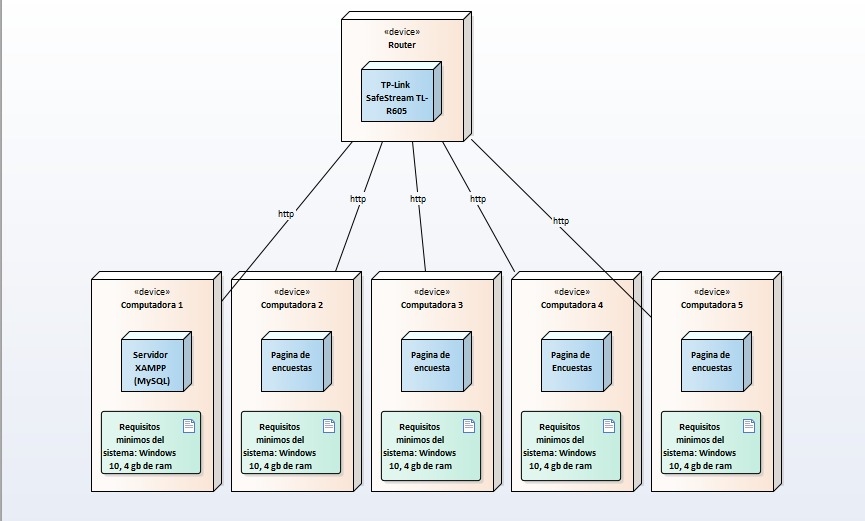 «device»
Router
TP-Link
SafeStream TL-
R605
http
http
http
http
http
«device»
Computadora 1
Servidor
XAMPP
(MySQL)
Requisitos
minimos del
sistema: Windows
10, 4 gb de ram
«device»
Computadora 2
Pagina de
encuestas
Requisitos
minimos del
sistema: Windows
10, 4 gb de ram
«device»
Computadora 3
Pagina de
encuesta
Requisitos
minimos del
sistema: Windows
10, 4 gb de ram
«device»
Computadora 4
Pagina de
Encuestas
Requisitos
minimos del
sistema: Windows
10, 4 gb de ram
«device»
Computadora 5
Pagina de
encuestas
Requisitos
minimos del
sistema: Windows
10, 4 gb de ram